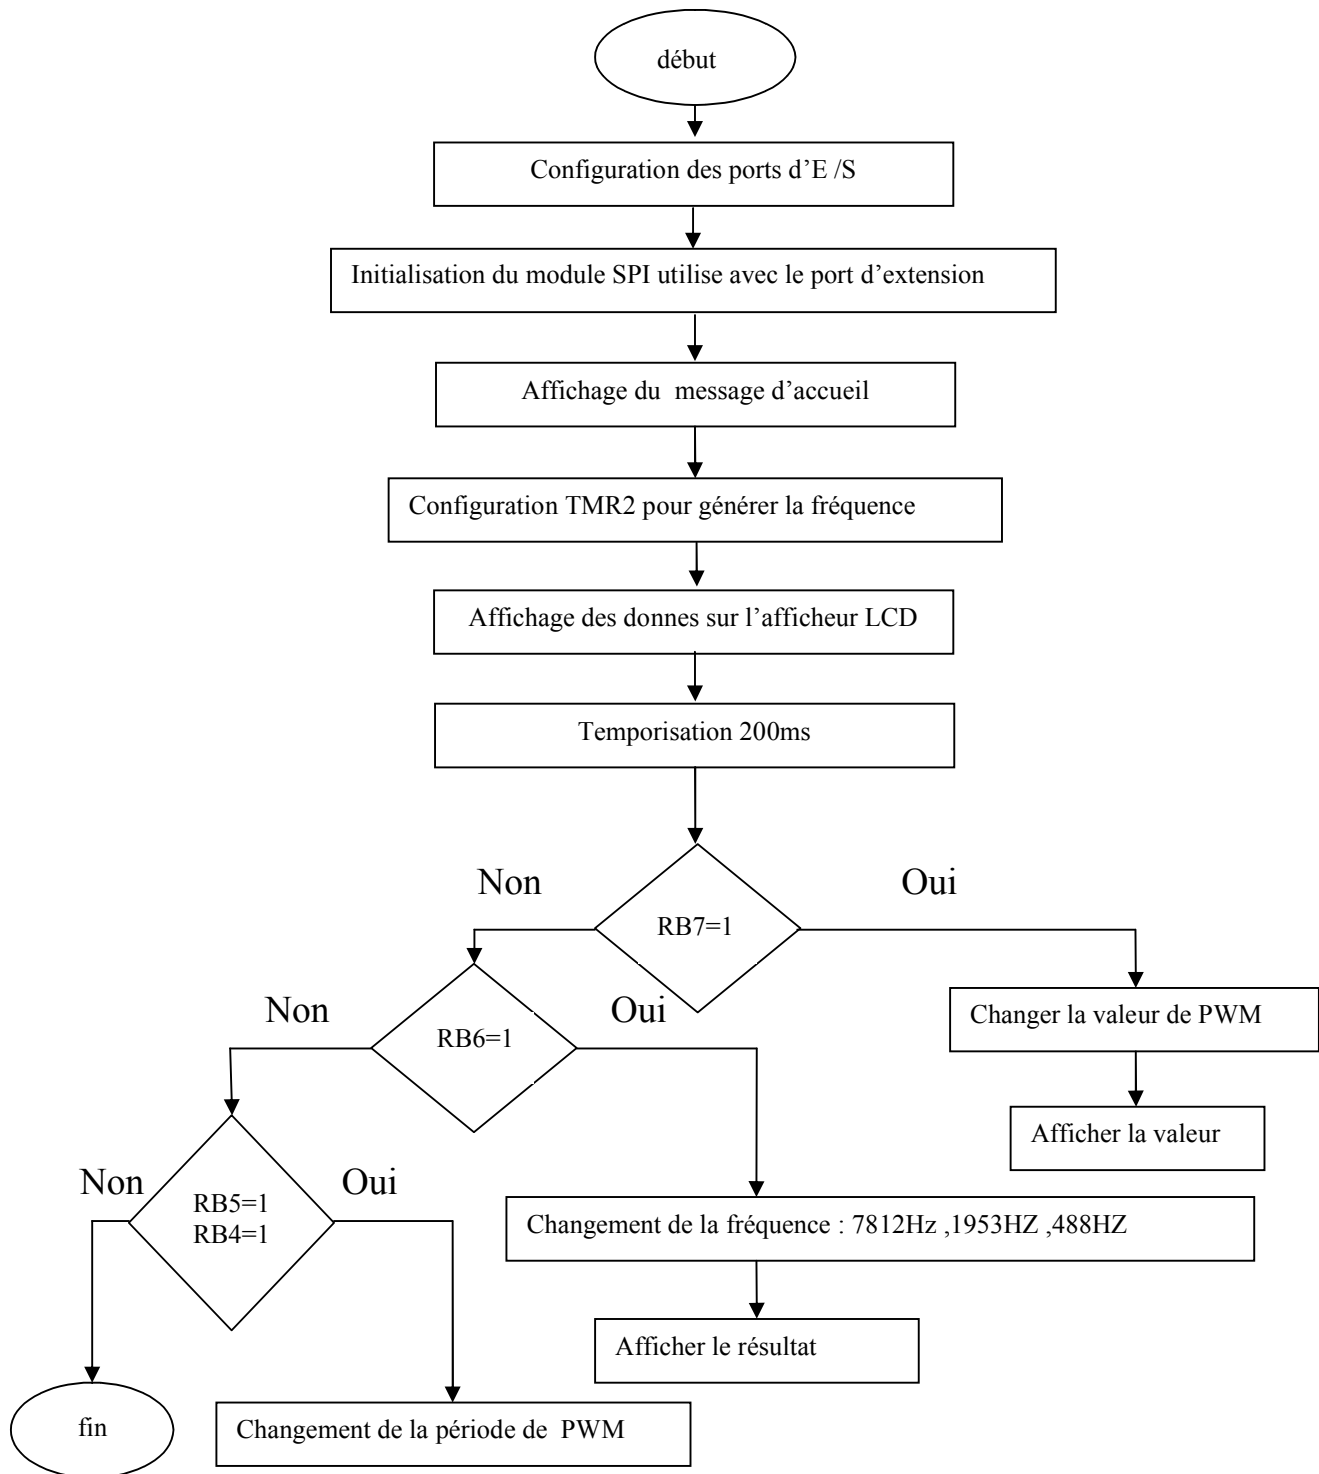 début
Configuration des ports d’E /S
Initialisation du module SPI utilise avec le port d’extension
Affichage du message d’accueil
Configuration TMR2 pour générer la fréquence
Affichage des donnes sur l’afficheur LCD
Temporisation 200ms
Non
Oui
RB7=1
Non
Oui
RB6=1
Changer la valeur de PWM
Afficher la valeur
Non
Oui
RB5=1
RB4=1
Changement de la fréquence : 7812Hz ,1953HZ ,488HZ
Afficher le résultat
fin
Changement de la période de PWM